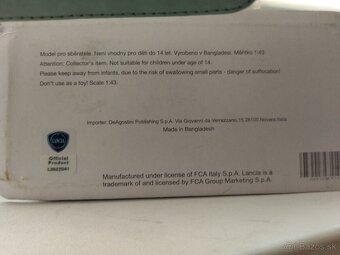 Model pro sběratele. Není vhodný pro děti do 14 let. Vyrobeno v Bangladesi. Měřítko 1:43
Attention: Collector's item. Not suitable for children under age of 14.
Please keep away from infants, due to the risk of swallowing small parts - danger of suffocation!
Don't use as a toy! Scale 1:43.
Importer: DeAgostini Publishing S.p.A. Via Giovanni da Verrazzano,15,28100 Novara Italia
Made in Bangladesh
Official
Product
Manufactured under license of FCA Italy S.p.A. Lancia is a
trademark of and licensed by FCA Group Marketing S.p.A.